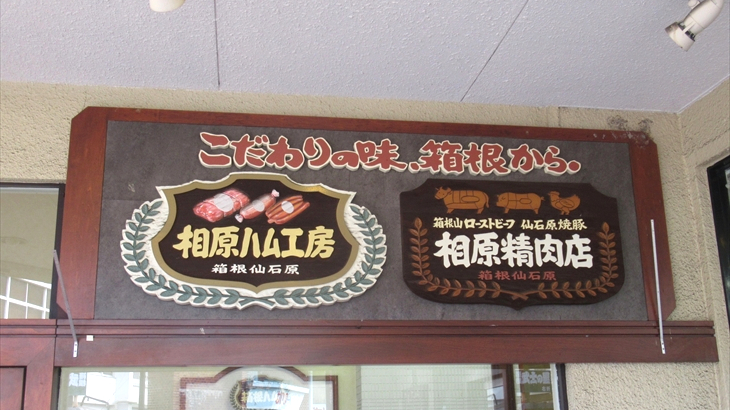 こだわりの味、箱根から。
相原ハム工房
箱根仙石原
箱根山ローストビーフ 仙石原焼豚
相原精肉店
箱根仙石原